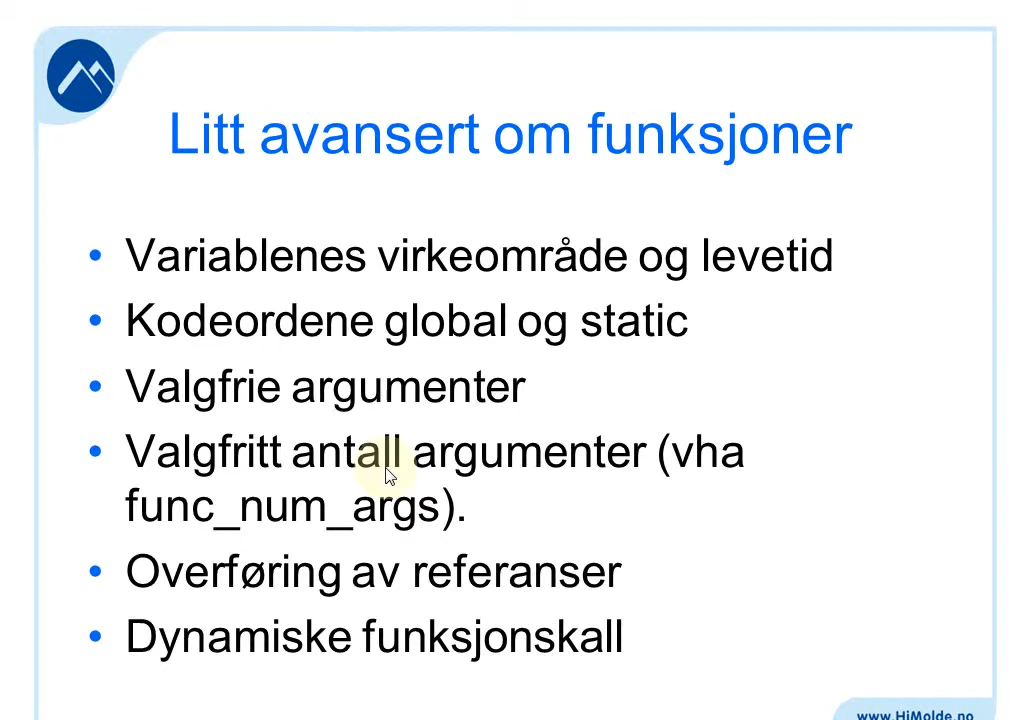 Litt avansert om funksjoner
• Variablenes virkeområde og levetid
• Kodeordene global og static
• Valgfrie argumenter
• Valgfritt antall argumenter (vha
func_num_args).
• Overføring av referanser
• Dynamiske funksjonskall
www.HiMolde.no